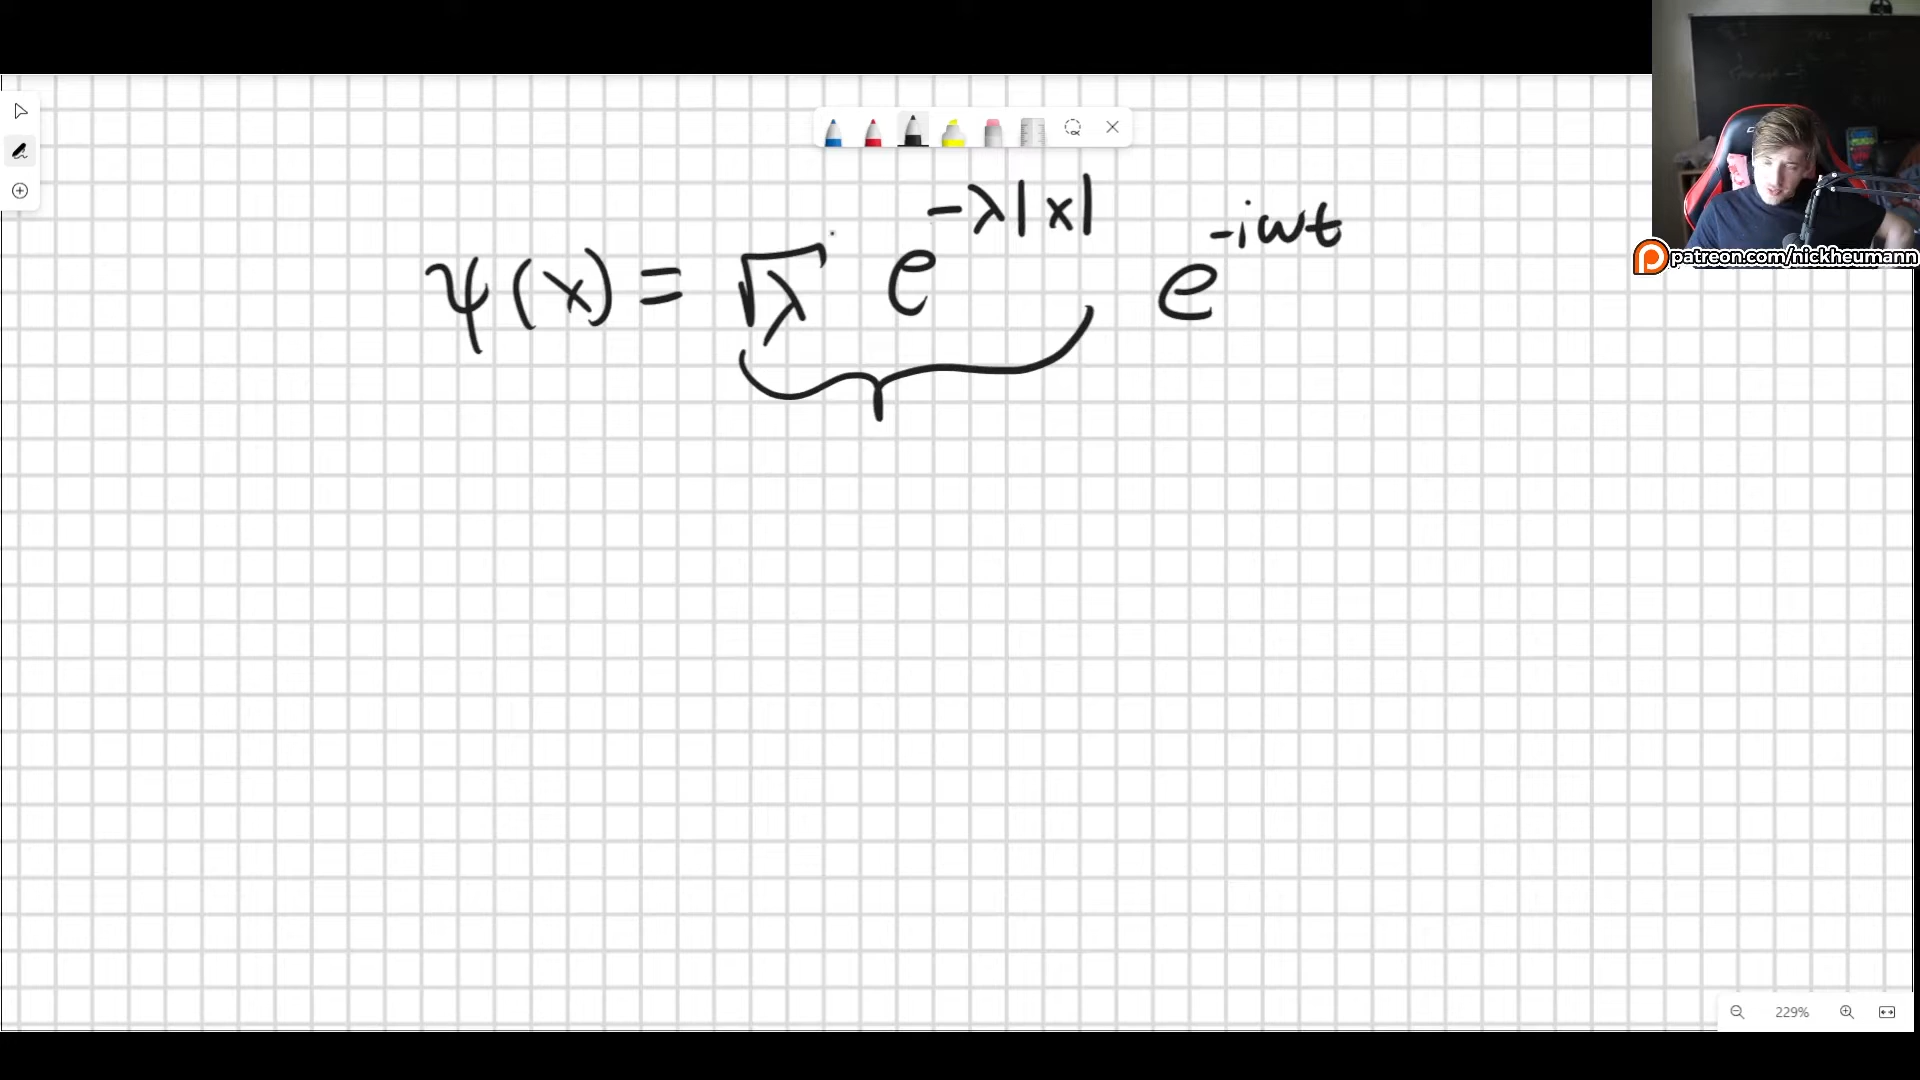 patreon.com/nickheumann
ψ(x) = √λ e^{-λ|x|} e^{-iωt}
229%